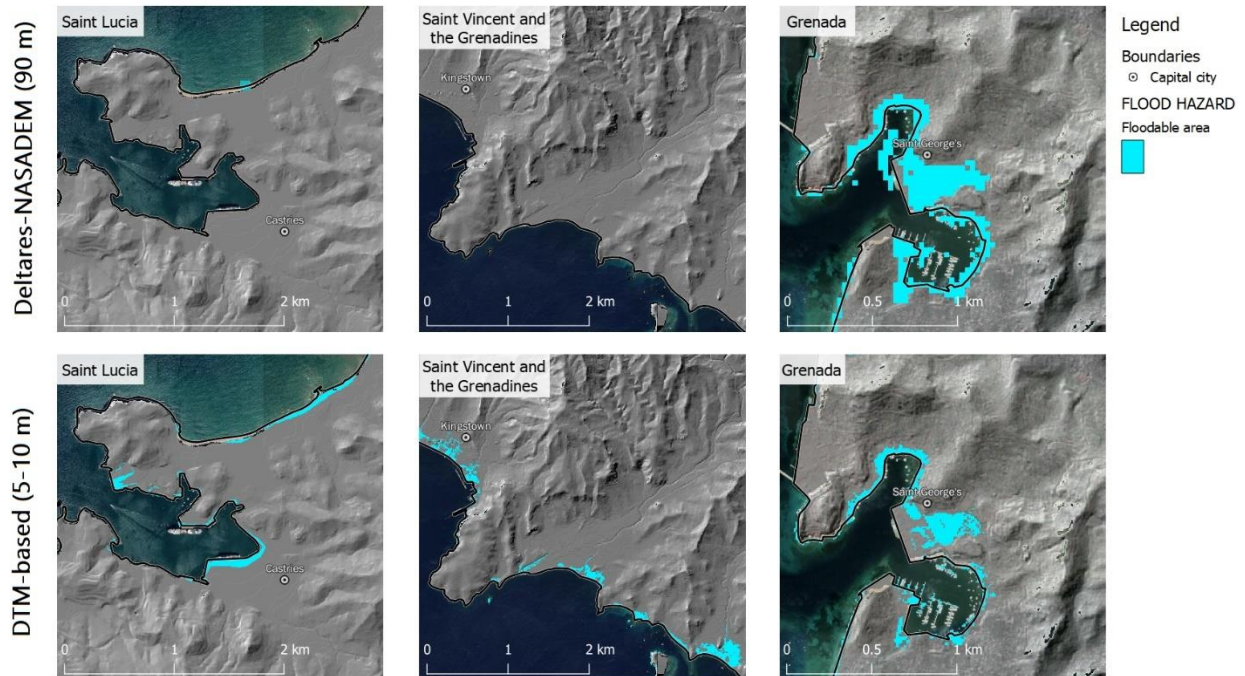 Deltares-NASADEM (90 m)
Saint Lucia
Castries
0 1 2 km
Saint Vincent and
the Grenadines
Kingstown
0 1 2 km
Grenada
Saint George's
0 0.5 1 km
Legend
Boundaries
Capital city
FLOOD HAZARD
Floodable area
DTM-based (5-10 m)
Saint Lucia
Castries
0 1 2 km
Saint Vincent and
the Grenadines
Kingstown
0 1 2 km
Grenada
Saint George's
0 0.5 1 km